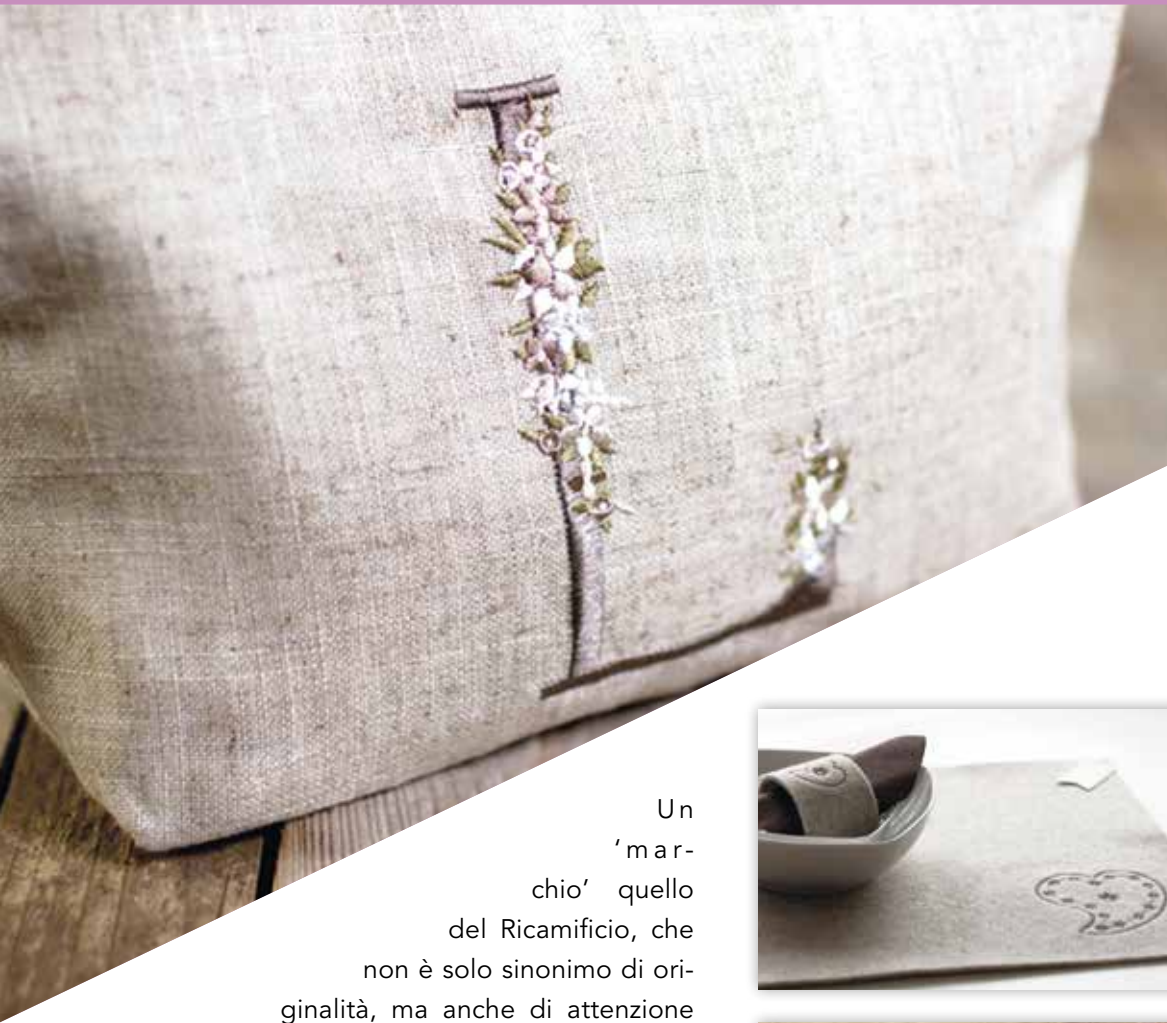 Un
'mar-
chio' quello
del Ricamificio, che
non è solo sinonimo di ori-
ginalità, ma anche di attenzione
L